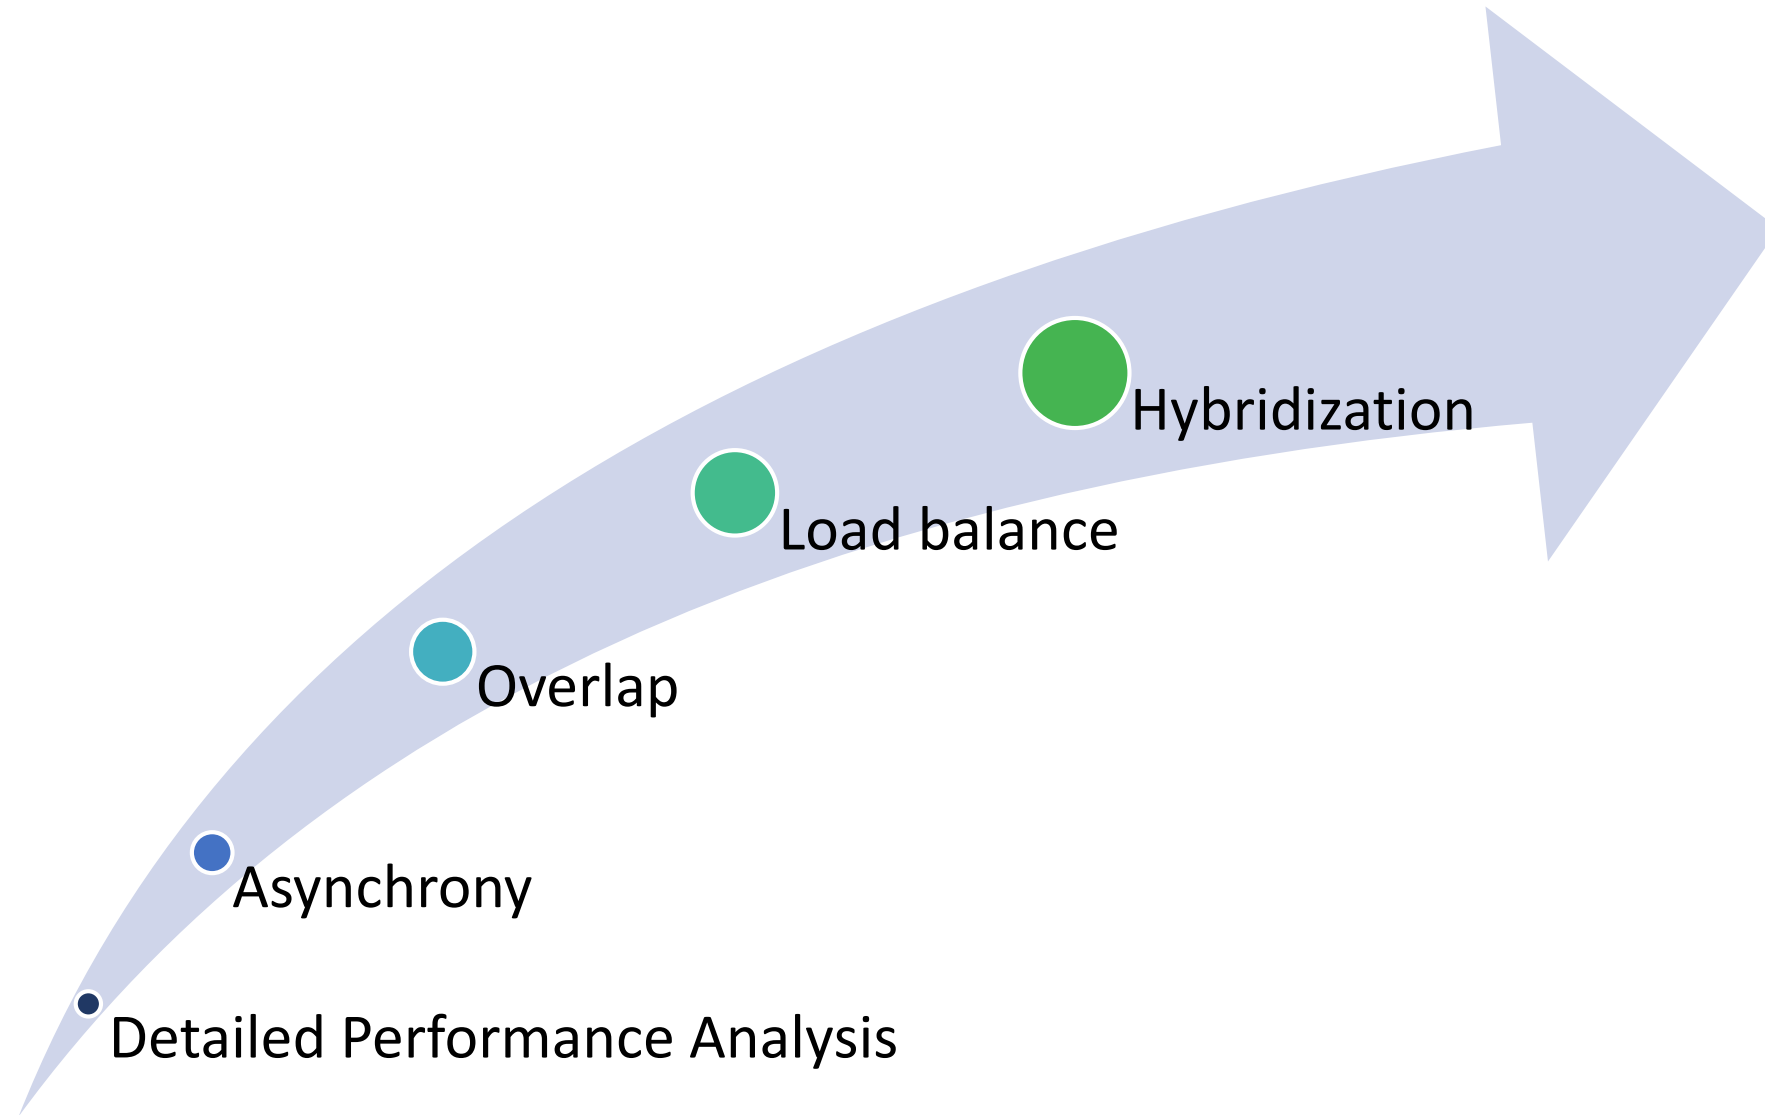 Hybridization
Load balance
Overlap
Asynchrony
Detailed Performance Analysis